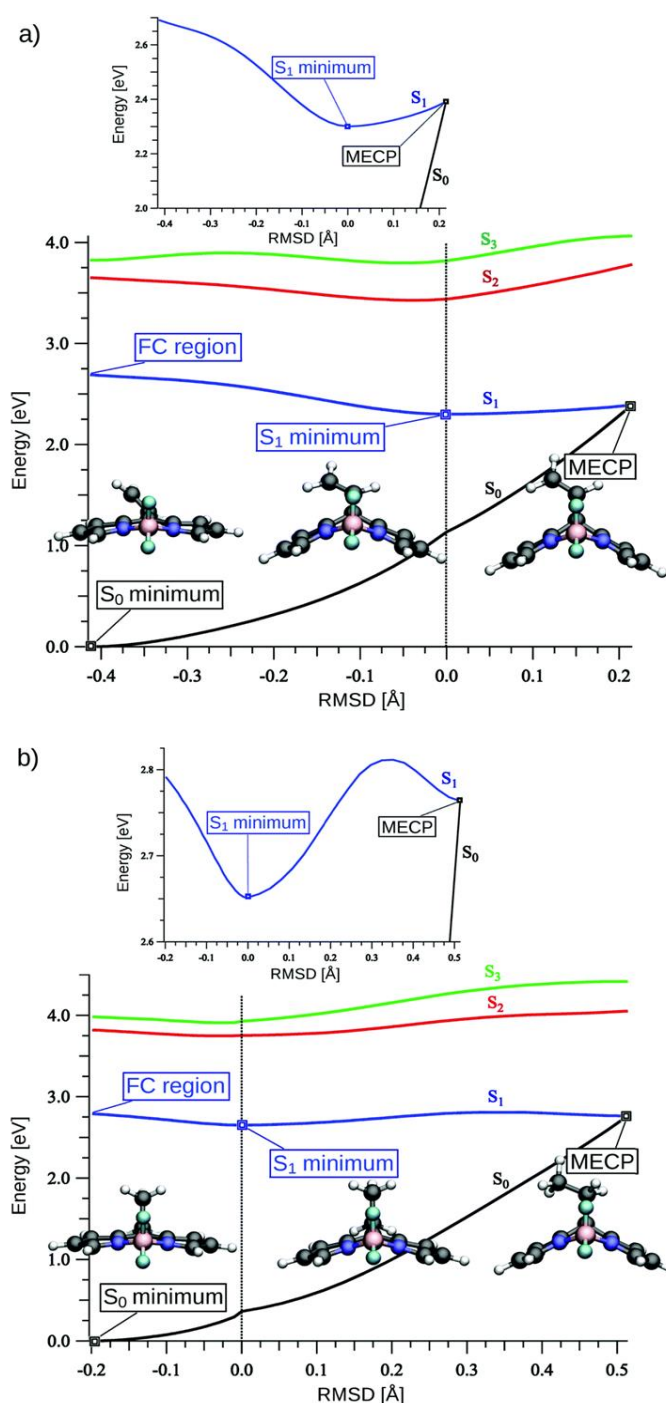 a)
2.6
2.4
2.2
2.0
Energy [eV]
S₁ minimum
S₁
MECP
S₀
-0.4 -0.3 -0.2 -0.1 0.0 0.1 0.2
RMSD [Å]
4.0
3.0
2.0
1.0
0.0
Energy [eV]
S₃
S₂
FC region
S₁
S₁ minimum
MECP
S₀
S₀ minimum
-0.4 -0.3 -0.2 -0.1 0.0 0.1 0.2
RMSD [Å]
b)
2.8
2.7
2.6
Energy [eV]
S₁
S₁ minimum
MECP
S₀
-0.2 -0.1 0.0 0.1 0.2 0.3 0.4 0.5
RMSD [Å]
4.0
3.0
2.0
1.0
0.0
Energy [eV]
S₃
S₂
FC region
S₁
S₁ minimum
MECP
S₀
S₀ minimum
-0.2 -0.1 0.0 0.1 0.2 0.3 0.4 0.5
RMSD [Å]